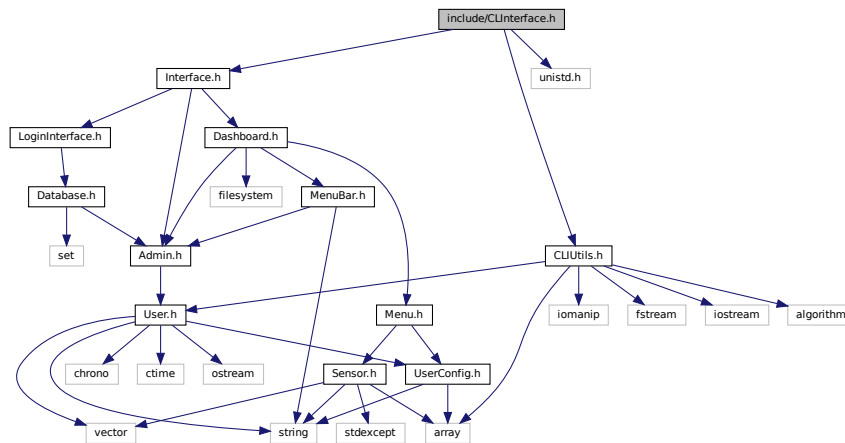 include/CLInterface.h
Interface.h
unistd.h
LoginInterface.h
Dashboard.h
Database.h
filesystem
MenuBar.h
set
Admin.h
CLIUtils.h
User.h
Menu.h
iomanip
fstream
iostream
algorithm
chrono
ctime
ostream
Sensor.h
UserConfig.h
vector
string
stdexcept
array